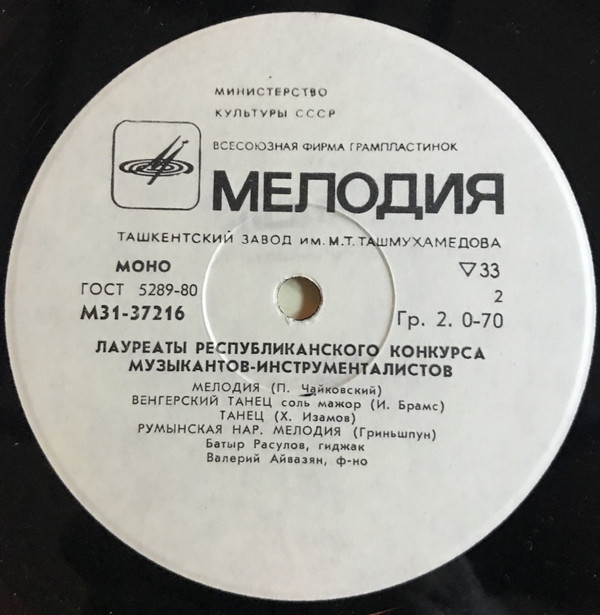 МИНИСТЕРСТВО
КУЛЬТУРЫ СССР
ВСЕСОЮЗНАЯ ФИРМА ГРАМПЛАСТИНОК
МЕЛОДИЯ
ТАШКЕНТСКИЙ ЗАВОД ИМ. М.Т. ТАШМУХАМЕДОВА
МОНО ▽33
ГОСТ 5289-80 2
М31-37216 Гр. 2. 0-70
ЛАУРЕАТЫ РЕСПУБЛИКАНСКОГО КОНКУРСА
МУЗЫКАНТОВ-ИНСТРУМЕНТАЛИСТОВ
МЕЛОДИЯ (П. Чайковский)
ВЕНГЕРСКИЙ ТАНЕЦ соль мажор (И. Брамс)
ТАНЕЦ (Х. Изамов)
РУМЫНСКАЯ НАР. МЕЛОДИЯ (Гриньшпун)
Батыр Расулов, гиджак
Валерий Айвазян, ф-но